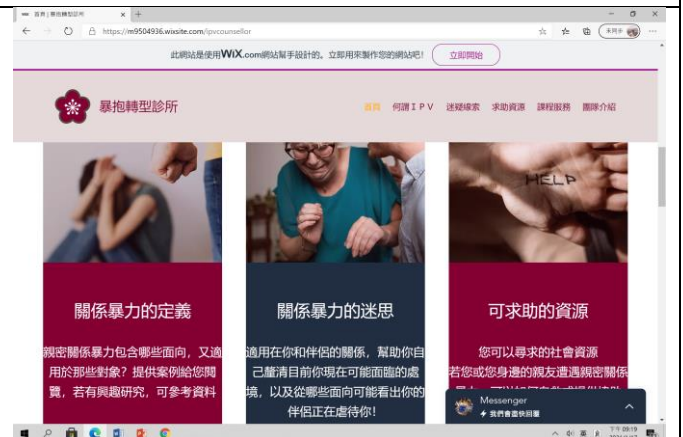 首頁 | 暴抱轉型診所
https://m9504936.wixsite.com/ipvcounsellor
未同步
此網站是使用WiX.com網站幫手設計的。立即用來製作您的網站吧!
立即開始
暴抱轉型診所
首頁 何謂ＩＰＶ 迷疑線索 求助資源 課程服務 團隊介紹
HELP
關係暴力的定義
親密關係暴力包含哪些面向，又適
用於那些對象？提供案例給您閱
覽，若有興趣研究，可參考資料
關係暴力的迷思
適用在你和伴侶的關係，幫助你自
己釐清目前你現在可能面臨的處
境，以及從哪些面向可能看出你的
伴侶正在虐待你！
可求助的資源
您可以尋求的社會資源
若您或您身邊的親友遭遇親密關係
Messenger
我們會盡快回覆
英
下午 09:19